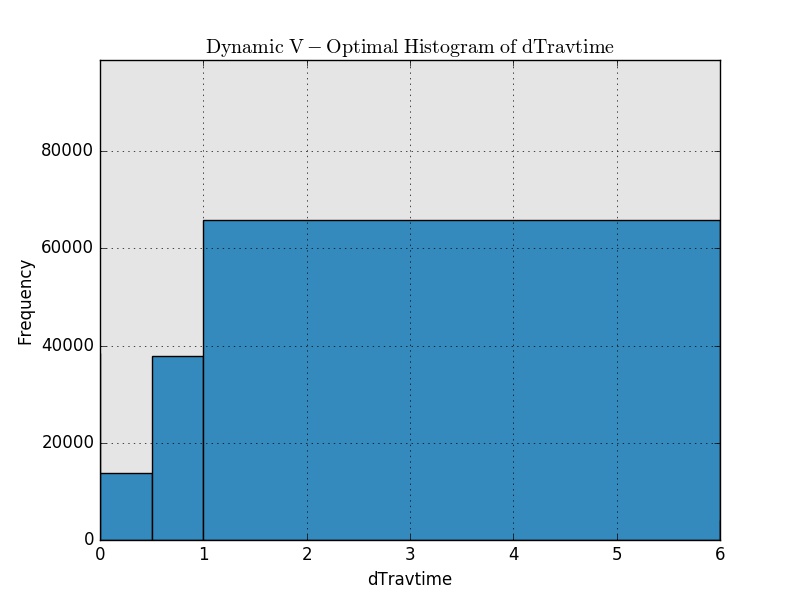 Dynamic V − Optimal Histogram of dTravtime
80000
60000
40000
20000
0
Frequency
0 1 2 3 4 5 6
dTravtime